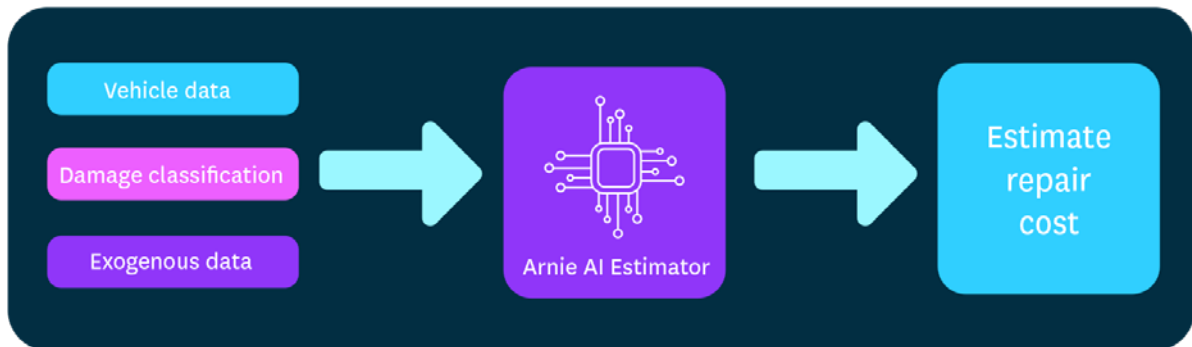 Vehicle data
Damage classification
Exogenous data
Arnie AI Estimator
Estimate
repair
cost